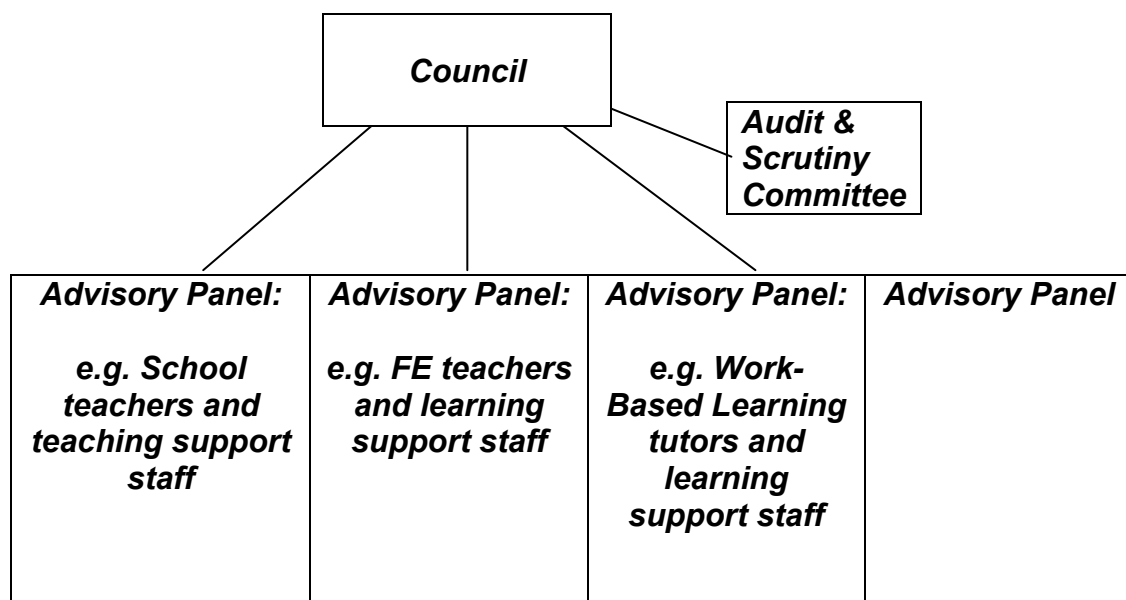 Council
Audit &
Scrutiny
Committee
Advisory Panel:
e.g. School
teachers and
teaching support
staff
Advisory Panel:
e.g. FE teachers
and learning
support staff
Advisory Panel:
e.g. Work-
Based Learning
tutors and
learning
support staff
Advisory Panel